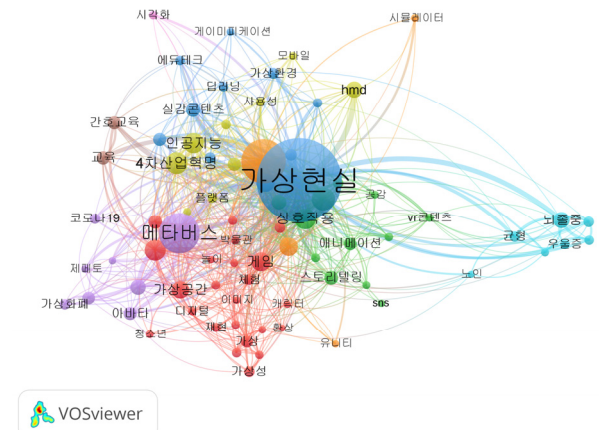 시각화
시뮬레이터
게이미피케이션
모바일
에듀테크
가상환경
딥러닝
hmd
사용성
실감콘텐츠
간호교육
인공지능
교육
4차산업혁명
가상현실
플랫폼
공감
코로나19
상호작용
vr콘텐츠
뇌졸중
메타버스
박물관
애니메이션
균형
우울증
놀이
게임
제페토
체험
스토리텔링
노인
가상화폐
가상공간
이미지
캐릭터
sns
아바타
디지털
재현
환상
청소년
가상
유니티
가상성
VOSviewer